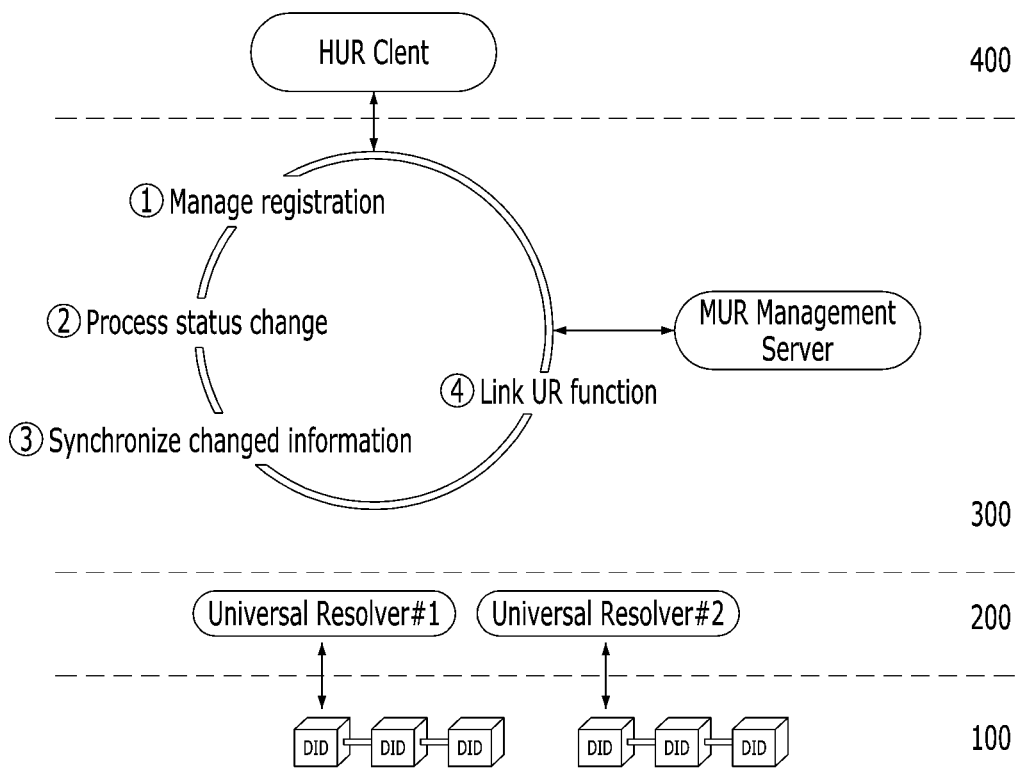 HUR Clent
400
① Manage registration
② Process status change
MUR Management
Server
④ Link UR function
③ Synchronize changed information
300
Universal Resolver#1
Universal Resolver#2
200
DID DID DID
DID DID DID
100